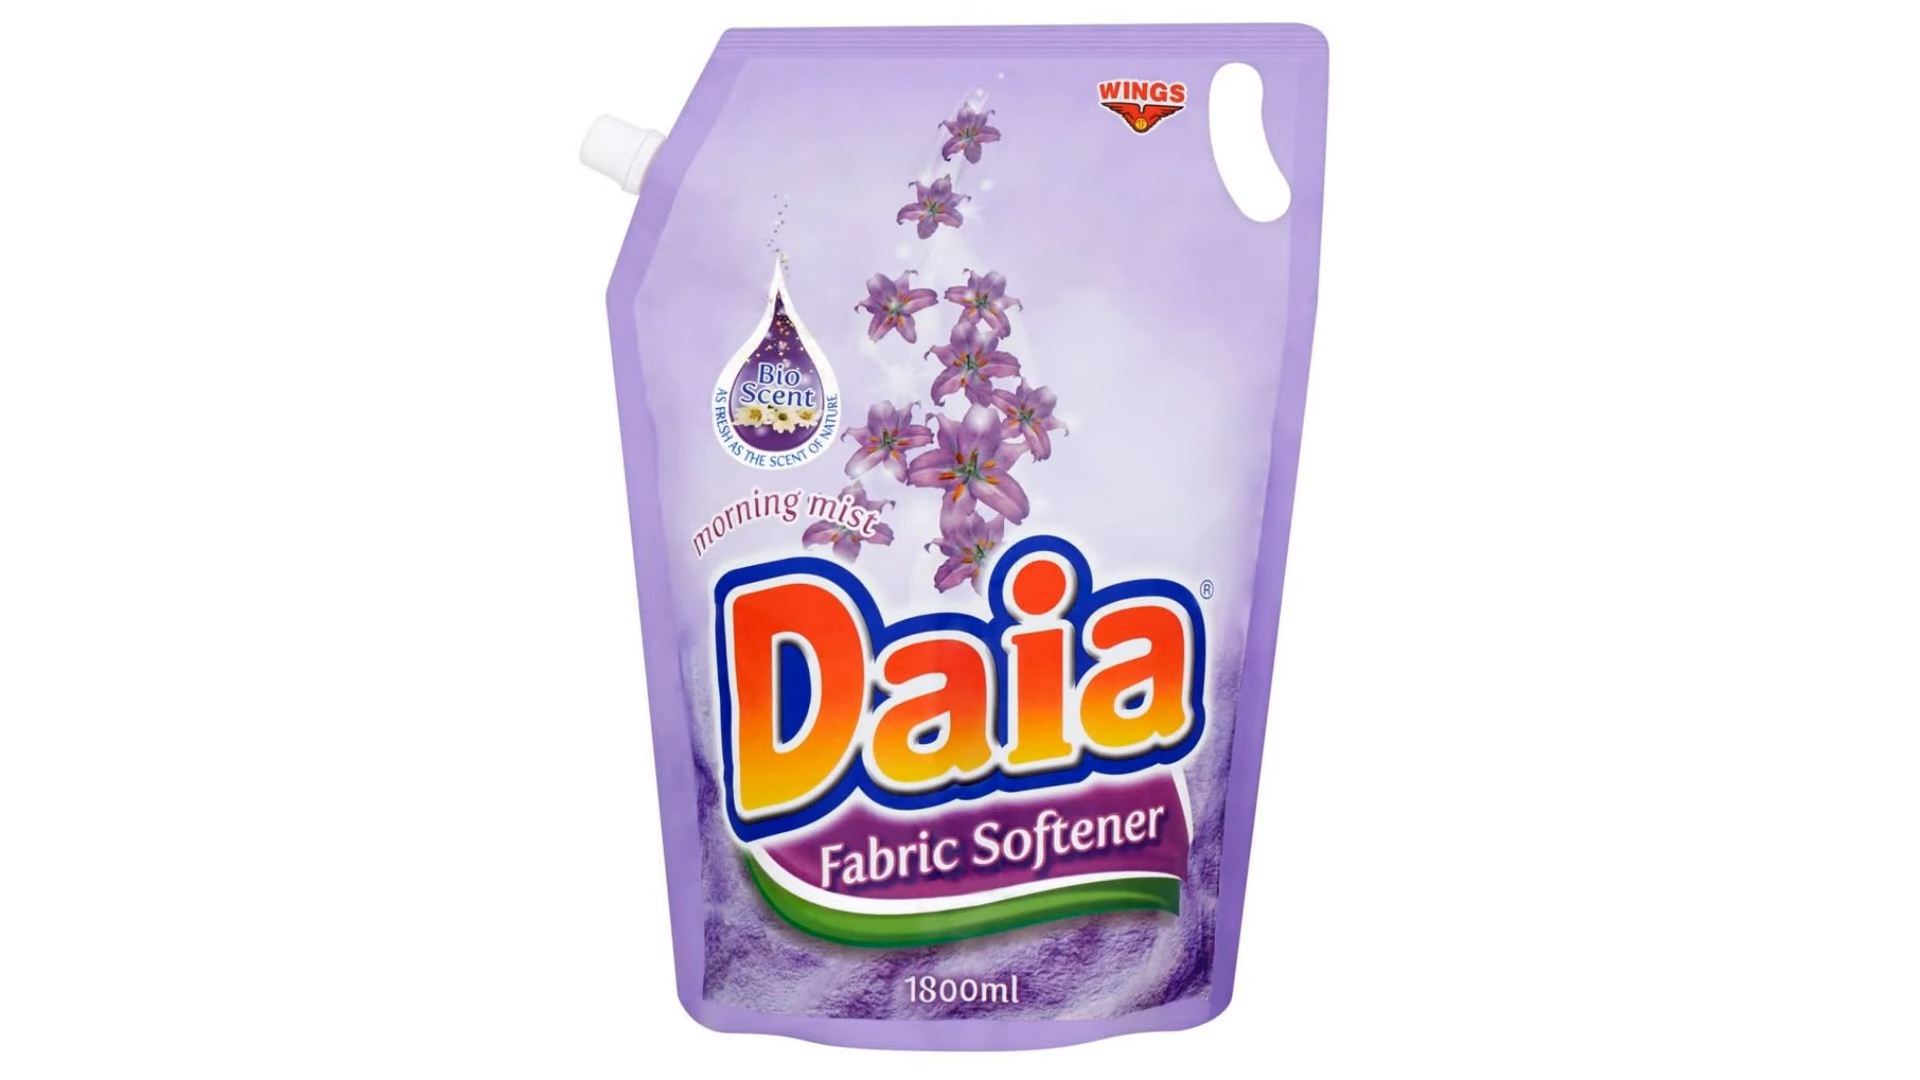 WINGS
Bio
Scent
AS FRESH AS THE SCENT OF NATURE
morning mist
Daia®
Fabric Softener
1800ml